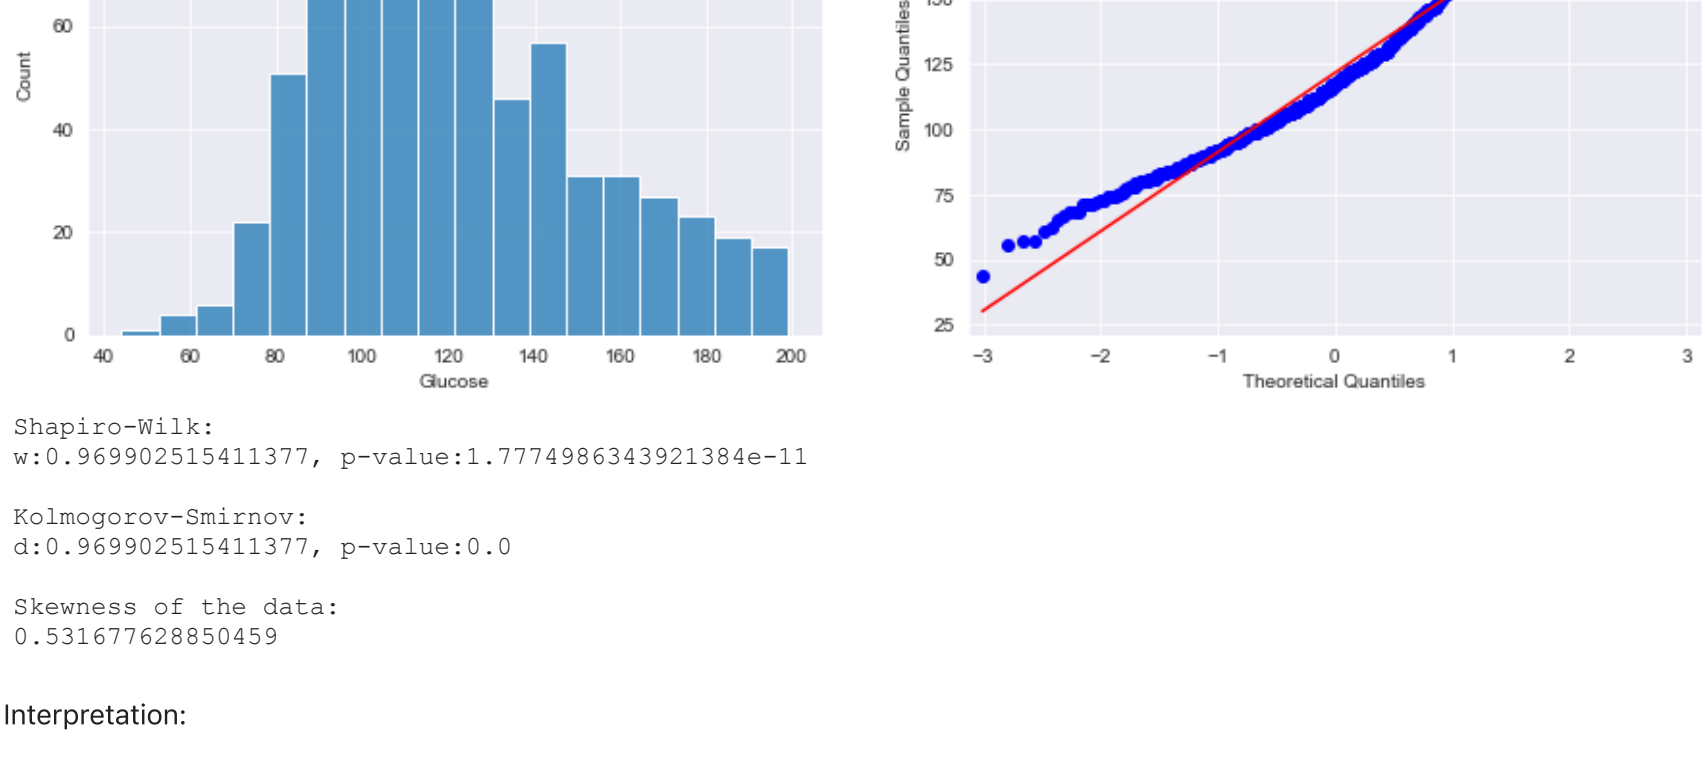 60
40
20
0
Count
40 60 80 100 120 140 160 180 200
Glucose
125
100
75
50
25
Sample Quantiles
−3 −2 −1 0 1 2 3
Theoretical Quantiles
Shapiro-Wilk:
w:0.969902515411377, p-value:1.7774986343921384e-11
Kolmogorov-Smirnov:
d:0.969902515411377, p-value:0.0
Skewness of the data:
0.531677628850459
Interpretation: